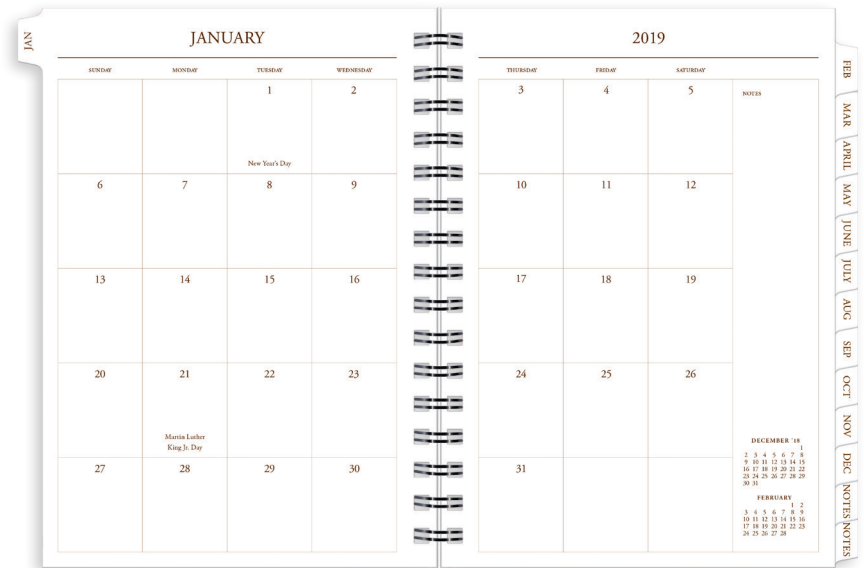 JAN
JANUARY
2019
SUNDAY MONDAY TUESDAY WEDNESDAY THURSDAY FRIDAY SATURDAY
1 2 3 4 5
NOTES
New Year's Day
6 7 8 9 10 11 12
13 14 15 16 17 18 19
20 21 22 23 24 25 26
Martin Luther
King Jr. Day
27 28 29 30 31
DECEMBER '18
1
2 3 4 5 6 7 8
9 10 11 12 13 14 15
16 17 18 19 20 21 22
23 24 25 26 27 28 29
30 31
FEBRUARY
1 2
3 4 5 6 7 8 9
10 11 12 13 14 15 16
17 18 19 20 21 22 23
24 25 26 27 28
FEB
MAR
APRIL
MAY
JUNE
JULY
AUG
SEP
OCT
NOV
DEC
NOTES
NOTES